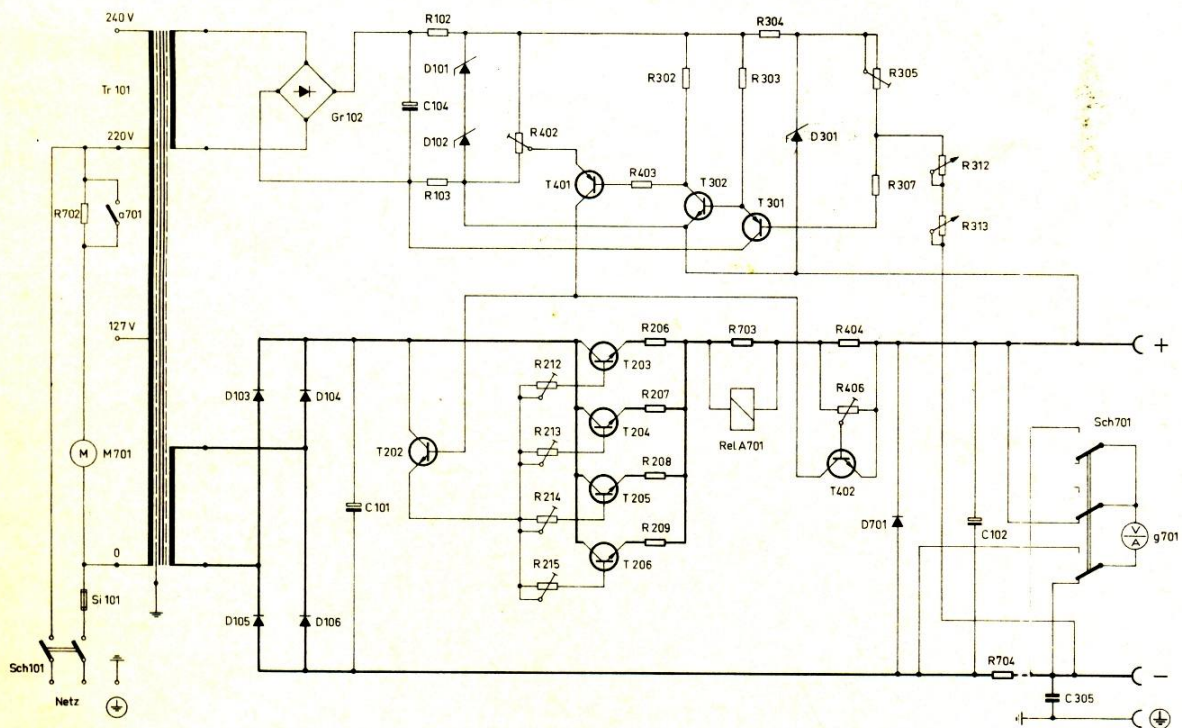 240 V
R102
R304
Tr 101
D101
R302
R303
R305
C104
Gr102
220 V
D102
R402
D301
R312
T401
R403
T302
R307
R702
a701
R103
T301
R313
127 V
R206
R703
R404
+
T203
R212
D103
D104
R207
R406
Sch701
M
M701
R213
T204
Rel A701
T202
R208
T402
C101
R214
T205
V
A
g701
0
R209
D701
C102
R215
T206
Si 101
D105
D106
Sch101
R704
−
Netz
C305